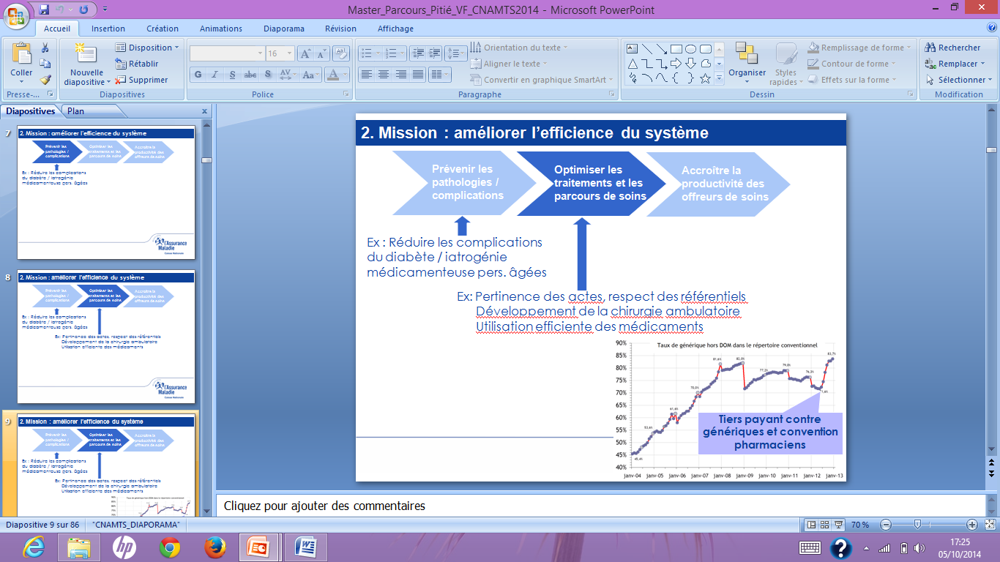 Master_Parcours_Pitié_VF_CNAMTS2014 - Microsoft PowerPoint
Accueil Insertion Création Animations Diaporama Révision Affichage
Coller
Presse-...
Nouvelle diapositive
Disposition
Rétablir
Supprimer
Diapositives
16
G I S abc S AV Aa A
Police
Orientation du texte
Aligner le texte
Convertir en graphique SmartArt
Paragraphe
Organiser
Styles rapides
Remplissage de forme
Contour de forme
Effets sur la forme
Dessin
Rechercher
Remplacer
Sélectionner
Modification
Diapositives Plan x
7
2. Mission : améliorer l'efficience du système
Prévenir les
pathologies /
complications
Optimiser les
traitements et les
parcours de soins
Accroître la
productivité des
offreurs de soins
Ex : Réduire les complications
du diabète / iatrogénie
médicamenteuse pers. âgées
l'Assurance
Maladie
Caisse Nationale
8
2. Mission : améliorer l'efficience du système
Prévenir les
pathologies /
complications
Optimiser les
traitements et les
parcours de soins
Accroître la
productivité des
offreurs de soins
Ex : Réduire les complications
du diabète / iatrogénie
médicamenteuse pers. âgées
Ex: Pertinence des actes, respect des référentiels
Développement de la chirurgie ambulatoire
Utilisation efficiente des médicaments
l'Assurance
Maladie
Caisse Nationale
9
2. Mission : améliorer l'efficience du système
Prévenir les
pathologies /
complications
Optimiser les
traitements et les
parcours de soins
Accroître la
productivité des
offreurs de soins
Ex : Réduire les complications
du diabète / iatrogénie
médicamenteuse pers. âgées
Ex: Pertinence des actes, respect des référentiels
Développement de la chirurgie ambulatoire
Utilisation efficiente des médicaments
Taux de générique hors DOM dans le répertoire conventionnel
2. Mission : améliorer l'efficience du système
Prévenir les
pathologies /
complications
Optimiser les
traitements et les
parcours de soins
Accroître la
productivité des
offreurs de soins
Ex : Réduire les complications
du diabète / iatrogénie
médicamenteuse pers. âgées
Ex: Pertinence des actes, respect des référentiels
Développement de la chirurgie ambulatoire
Utilisation efficiente des médicaments
Taux de générique hors DOM dans le répertoire conventionnel
90%
85%
80%
75%
70%
65%
60%
55%
50%
45%
40%
45,4% 53,6% 61,6% 70,0% 81,6% 82,0% 77,2% 79,0% 76,3% 83,7%
Tiers payant contre
génériques et convention
pharmaciens
janv-04 janv-05 janv-06 janv-07 janv-08 janv-09 janv-10 janv-11 janv-12 janv-13
Cliquez pour ajouter des commentaires
Diapositive 9 sur 86 "CNAMTS_DIAPORAMA" 70 %
hp
17:25
05/10/2014